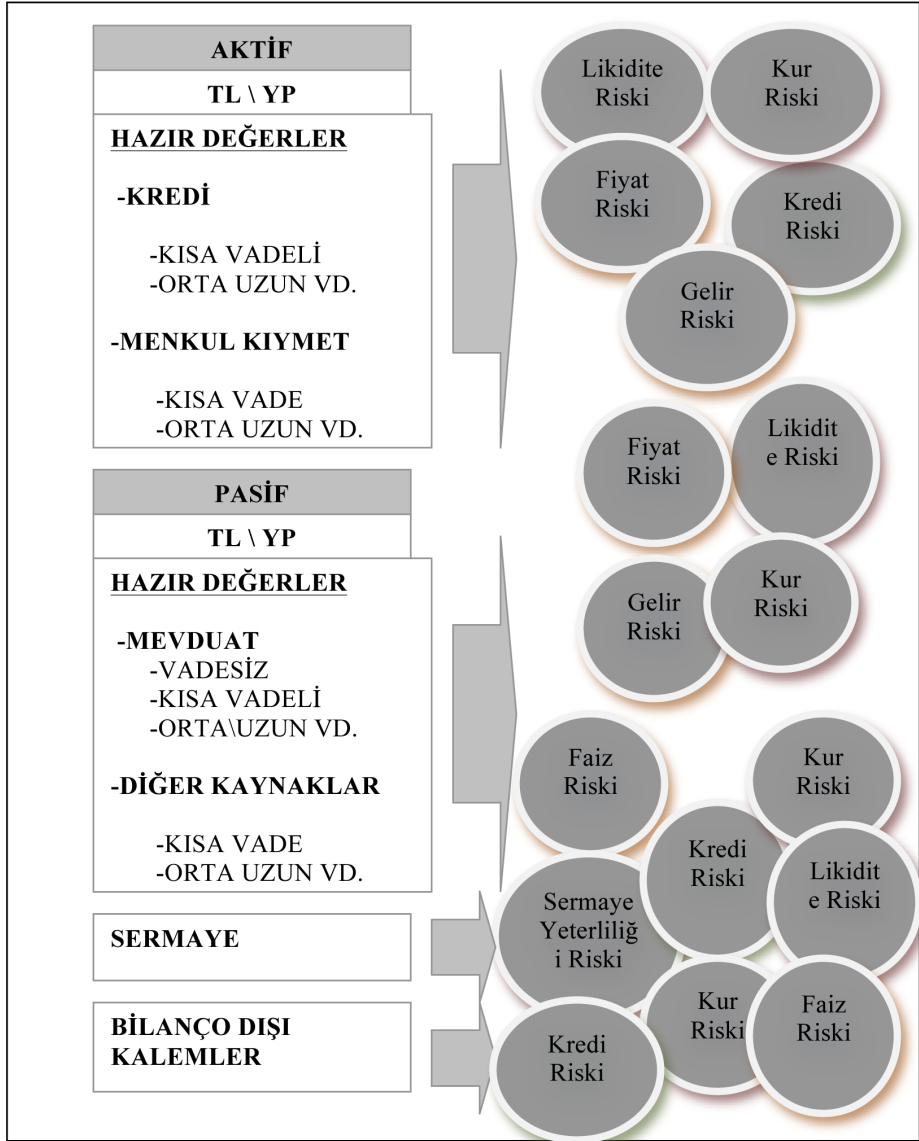 AKTİF
TL \ YP
HAZIR DEĞERLER
-KREDİ
-KISA VADELİ
-ORTA UZUN VD.
-MENKUL KIYMET
-KISA VADE
-ORTA UZUN VD.
Likidite
Riski
Kur
Riski
Fiyat
Riski
Kredi
Riski
Gelir
Riski
PASİF
TL \ YP
HAZIR DEĞERLER
-MEVDUAT
-VADESİZ
-KISA VADELİ
-ORTA\UZUN VD.
-DİĞER KAYNAKLAR
-KISA VADE
-ORTA UZUN VD.
Fiyat
Riski
Likidit
e Riski
Gelir
Riski
Kur
Riski
Faiz
Riski
Kur
Riski
Kredi
Riski
Likidit
e Riski
SERMAYE
Sermaye
Yeterliliğ
i Riski
BİLANÇO DIŞI
KALEMLER
Kredi
Riski
Kur
Riski
Faiz
Riski